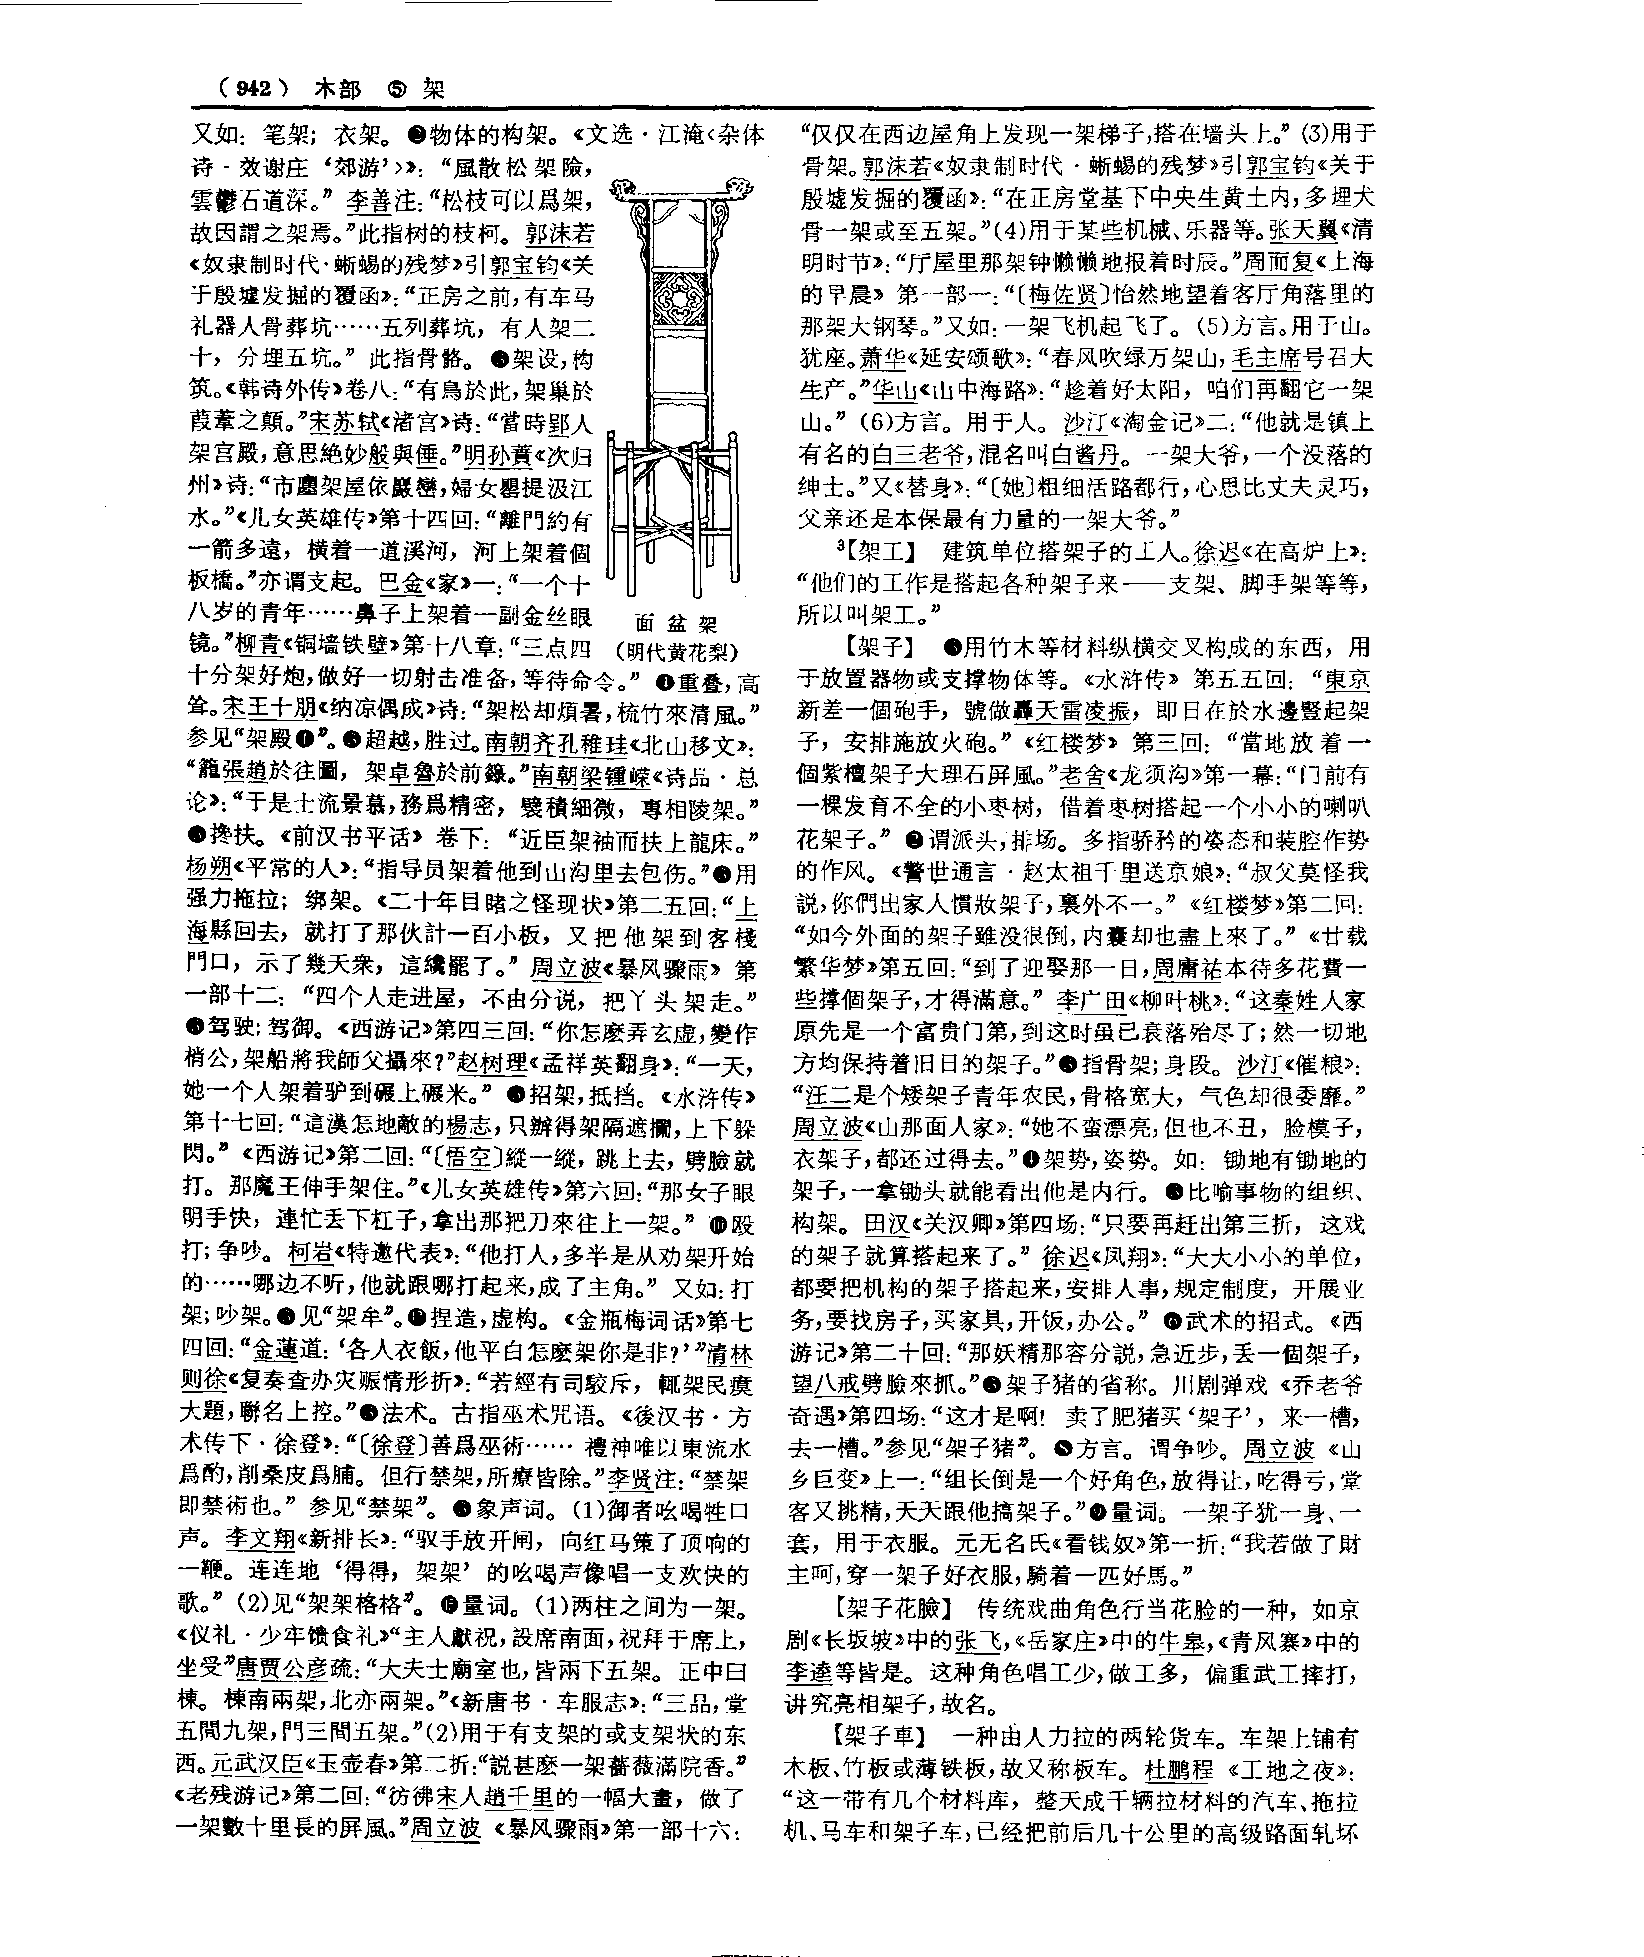 （942） 木部 ⑤ 架
又如：笔架；衣架。❷物体的构架。《文选·江淹〈杂体
诗·效谢庄‘郊游’〉》：“風散松架險，
雲鬱石道深。”李善注：“松枝可以爲架，
故因謂之架焉。”此指树的枝柯。郭沫若
《奴隶制时代·蜥蜴的残梦》引郭宝钧《关
于殷墟发掘的覆函》：“正房之前，有车马
礼器人骨葬坑……五列葬坑，有人架二
十，分埋五坑。”此指骨骼。❸架设，构
筑。《韩诗外传》卷八：“有鳥於此，架巢於
葭葦之顛。”宋苏轼《渚宫》诗：“當時郢人
架宫殿，意思絶妙般與倕。”明孙蕡《次归
州》诗：“市廛架屋依巖巒，婦女罌提汲江
水。”《儿女英雄传》第十四回：“離門約有
一箭多遠，橫着一道溪河，河上架着個
板橋。”亦谓支起。巴金《家》一：“一个十
八岁的青年……鼻子上架着一副金丝眼
镜。”柳青《铜墙铁壁》第十八章：“三点四
十分架好炮，做好一切射击准备，等待命令。”❹重叠，高
耸。宋王十朋《纳凉偶成》诗：“架松却煩暑，梳竹來清風。”
参见“架殿❶”。❺超越，胜过。南朝齐孔稚珪《北山移文》：
“籠張趙於往圖，架卓魯於前籙。”南朝梁锺嵘《诗品·总
论》：“于是士流景慕，務爲精密，襞積細微，專相陵架。”
❻搀扶。《前汉书平话》卷下：“近臣架袖而扶上龍床。”
杨朔《平常的人》：“指导员架着他到山沟里去包伤。”❼用
强力拖拉；绑架。《二十年目睹之怪现状》第二五回：“上
海縣回去，就打了那伙計一百小板，又把他架到客棧
門口，示了幾天衆，這纔罷了。”周立波《暴风骤雨》第
一部十二：“四个人走进屋，不由分说，把丫头架走。”
❽驾驶；驾御。《西游记》第四三回：“你怎麽弄玄虚，變作
梢公，架船將我師父攝來？”赵树理《孟祥英翻身》：“一天，
她一个人架着驴到碾上碾米。”❾招架，抵挡。《水浒传》
第十七回：“這漢怎地敵的楊志，只辦得架隔遮攔，上下躲
閃。”《西游记》第二回：“〔悟空〕縱一縱，跳上去，劈臉就
打。那魔王伸手架住。”《儿女英雄传》第六回：“那女子眼
明手快，連忙丢下杠子，拿出那把刀來往上一架。”❿殴
打；争吵。柯岩《特邀代表》：“他打人，多半是从劝架开始
的……哪边不听，他就跟哪打起来，成了主角。”又如：打
架；吵架。⓫见“架牟”。⓬捏造，虚构。《金瓶梅词话》第七
四回：“金蓮道：‘各人衣飯，他平白怎麽架你是非？’”清林
则徐《复奏查办灾赈情形折》：“若經有司駁斥，輒架民瘼
大題，聯名上控。”⓭法术。古指巫术咒语。《後汉书·方
术传下·徐登》：“〔徐登〕善爲巫術……禮神唯以東流水
爲酌，削桑皮爲脯。但行禁架，所療皆除。”李贤注：“禁架
即禁術也。”参见“禁架”。⓮象声词。(1)御者吆喝牲口
声。李文翔《新排长》：“驭手放开闸，向红马策了顶响的
一鞭。连连地‘得得，架架’的吆喝声像唱一支欢快的
歌。”(2)见“架架格格”。⓯量词。(1)两柱之间为一架。
《仪礼·少牢馈食礼》“主人獻祝，設席南面，祝拜于席上，
坐受”唐贾公彦疏：“大夫士廟室也，皆兩下五架。正中曰
棟。棟南兩架，北亦兩架。”《新唐书·车服志》：“三品，堂
五間九架，門三間五架。”(2)用于有支架的或支架状的东
西。元武汉臣《玉壶春》第二折：“説甚麽一架薔薇滿院香。”
《老残游记》第二回：“彷彿宋人趙千里的一幅大畫，做了
一架數十里長的屏風。”周立波《暴风骤雨》第一部十六：
面盆架
（明代黄花梨）
“仅仅在西边屋角上发现一架梯子，搭在墙头上。”(3)用于
骨架。郭沫若《奴隶制时代·蜥蜴的残梦》引郭宝钧《关于
殷墟发掘的覆函》：“在正房堂基下中央生黄土内，多埋犬
骨一架或至五架。”(4)用于某些机械、乐器等。张天翼《清
明时节》：“厅屋里那架钟懒懒地报着时辰。”周而复《上海
的早晨》第一部一：“〔梅佐贤〕怡然地望着客厅角落里的
那架大钢琴。”又如：一架飞机起飞了。(5)方言。用于山。
犹座。萧华《延安颂歌》：“春风吹绿万架山，毛主席号召大
生产。”华山《山中海路》：“趁着好太阳，咱们再翻它一架
山。”(6)方言。用于人。沙汀《淘金记》二：“他就是镇上
有名的白三老爷，混名叫白酱丹。一架大爷，一个没落的
绅士。”又《替身》：“〔她〕粗细活路都行，心思比丈夫灵巧，
父亲还是本保最有力量的一架大爷。”
³【架工】 建筑单位搭架子的工人。徐迟《在高炉上》：
“他们的工作是搭起各种架子来——支架、脚手架等等，
所以叫架工。”
【架子】 ❶用竹木等材料纵横交叉构成的东西，用
于放置器物或支撑物体等。《水浒传》第五五回：“東京
新差一個砲手，號做轟天雷凌振，即日在於水邊豎起架
子，安排施放火砲。”《红楼梦》第三回：“當地放着一
個紫檀架子大理石屏風。”老舍《龙须沟》第一幕：“门前有
一棵发育不全的小枣树，借着枣树搭起一个小小的喇叭
花架子。”❷谓派头，排场。多指骄矜的姿态和装腔作势
的作风。《警世通言·赵太祖千里送京娘》：“叔父莫怪我
説，你們出家人慣妝架子，裏外不一。”《红楼梦》第二回：
“如今外面的架子雖没很倒，内囊却也盡上來了。”《廿载
繁华梦》第五回：“到了迎娶那一日，周庸祐本待多花費一
些撑個架子，才得滿意。”李广田《柳叶桃》：“这秦姓人家
原先是一个富贵门第，到这时虽已衰落殆尽了；然一切地
方均保持着旧日的架子。”❸指骨架；身段。沙汀《催粮》：
“汪二是个矮架子青年农民，骨格宽大，气色却很委靡。”
周立波《山那面人家》：“她不蛮漂亮，但也不丑，脸模子，
衣架子，都还过得去。”❹架势，姿势。如：锄地有锄地的
架子，一拿锄头就能看出他是内行。❺比喻事物的组织、
构架。田汉《关汉卿》第四场：“只要再赶出第三折，这戏
的架子就算搭起来了。”徐迟《凤翔》：“大大小小的单位，
都要把机构的架子搭起来，安排人事，规定制度，开展业
务，要找房子，买家具，开饭，办公。”❻武术的招式。《西
游记》第二十回：“那妖精那容分説，急近步，丢一個架子，
望八戒劈臉來抓。”❼架子猪的省称。川剧弹戏《乔老爷
奇遇》第四场：“这才是啊！卖了肥猪买‘架子’，来一槽，
去一槽。”参见“架子猪”。❽方言。谓争吵。周立波《山
乡巨变》上一：“组长倒是一个好角色，放得让，吃得亏，堂
客又挑精，天天跟他搞架子。”❾量词。一架子犹一身、一
套，用于衣服。元无名氏《看钱奴》第一折：“我若做了財
主呵，穿一架子好衣服，騎着一匹好馬。”
【架子花臉】 传统戏曲角色行当花脸的一种，如京
剧《长坂坡》中的张飞，《岳家庄》中的牛皋，《青风寨》中的
李逵等皆是。这种角色唱工少，做工多，偏重武工摔打，
讲究亮相架子，故名。
【架子車】 一种由人力拉的两轮货车。车架上铺有
木板、竹板或薄铁板，故又称板车。杜鹏程《工地之夜》：
“这一带有几个材料库，整天成千辆拉材料的汽车、拖拉
机、马车和架子车，已经把前后几十公里的高级路面轧坏